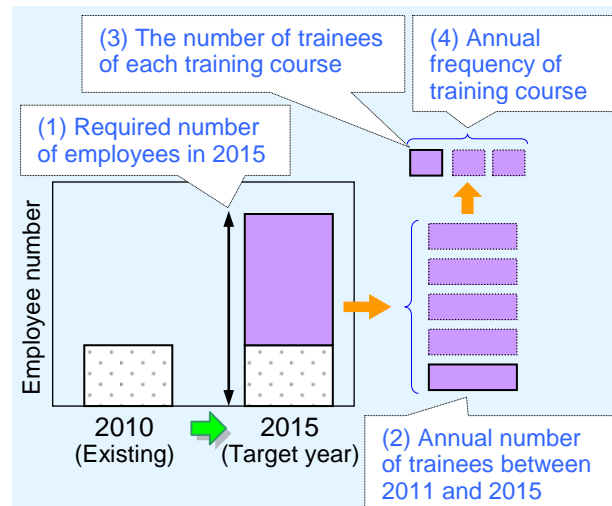 (3) The number of trainees
of each training course
(4) Annual
frequency of
training course
(1) Required number
of employees in 2015
Employee number
2010
(Existing)
2015
(Target year)
(2) Annual number
of trainees between
2011 and 2015